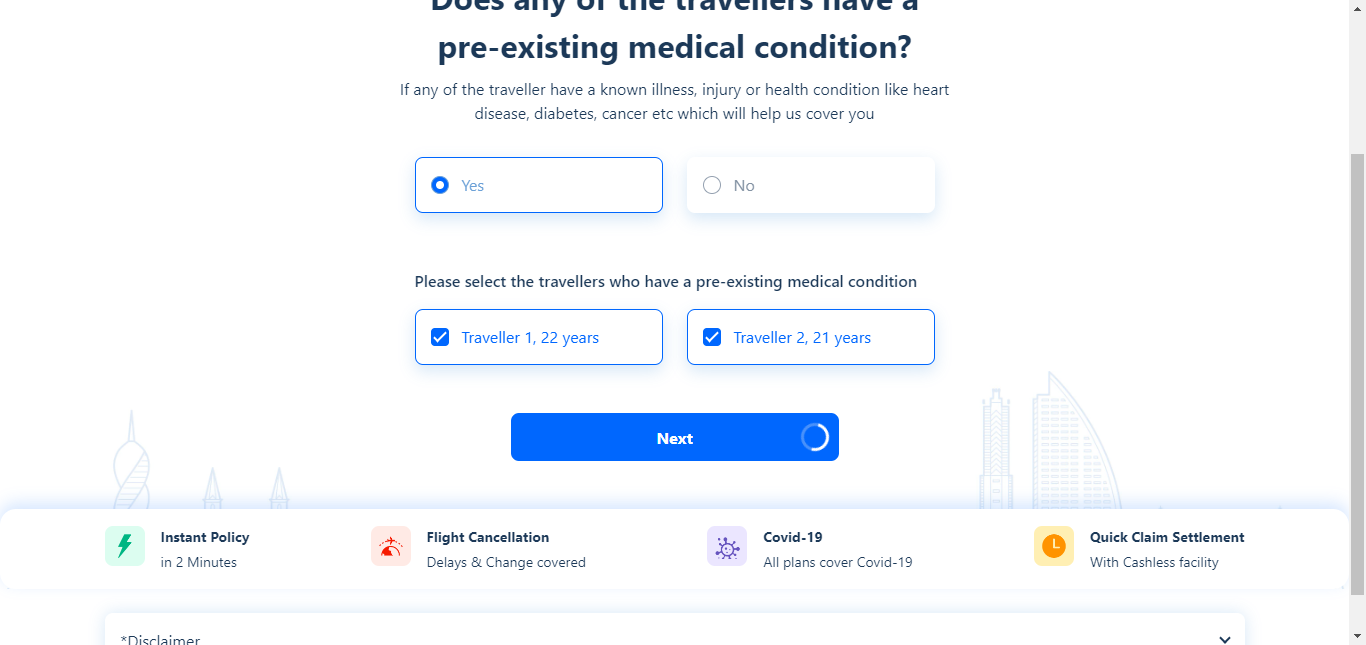 Does any of the travellers have a
pre-existing medical condition?
If any of the traveller have a known illness, injury or health condition like heart
disease, diabetes, cancer etc which will help us cover you
Yes
No
Please select the travellers who have a pre-existing medical condition
Traveller 1, 22 years
Traveller 2, 21 years
Next
Instant Policy
in 2 Minutes
Flight Cancellation
Delays & Change covered
Covid-19
All plans cover Covid-19
Quick Claim Settlement
With Cashless facility
*Disclaimer